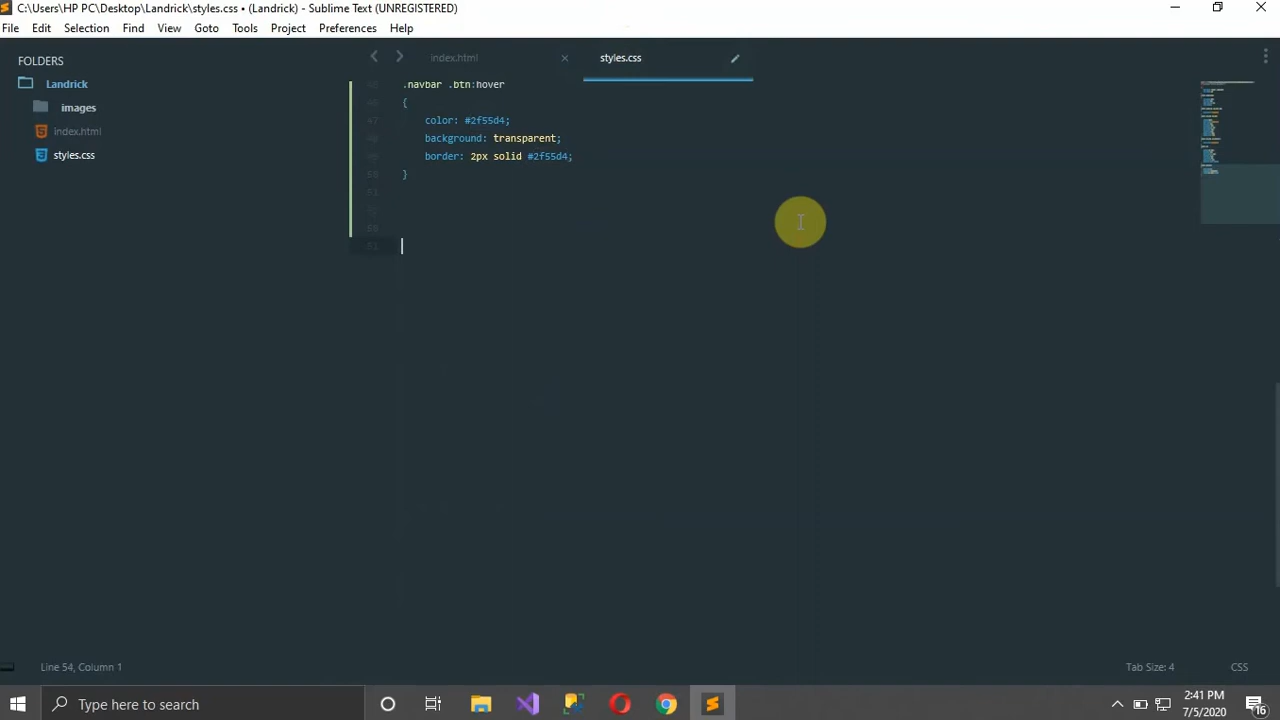 C:\Users\HP PC\Desktop\Landrick\styles.css • (Landrick) - Sublime Text (UNREGISTERED)
File Edit Selection Find View Goto Tools Project Preferences Help
FOLDERS
Landrick
images
index.html
styles.css
index.html
styles.css
.navbar .btn:hover
{
color: #2f55d4;
background: transparent;
border: 2px solid #2f55d4;
50 }
51
Line 54, Column 1
Tab Size: 4
CSS
Type here to search
2:41 PM
7/5/2020
16